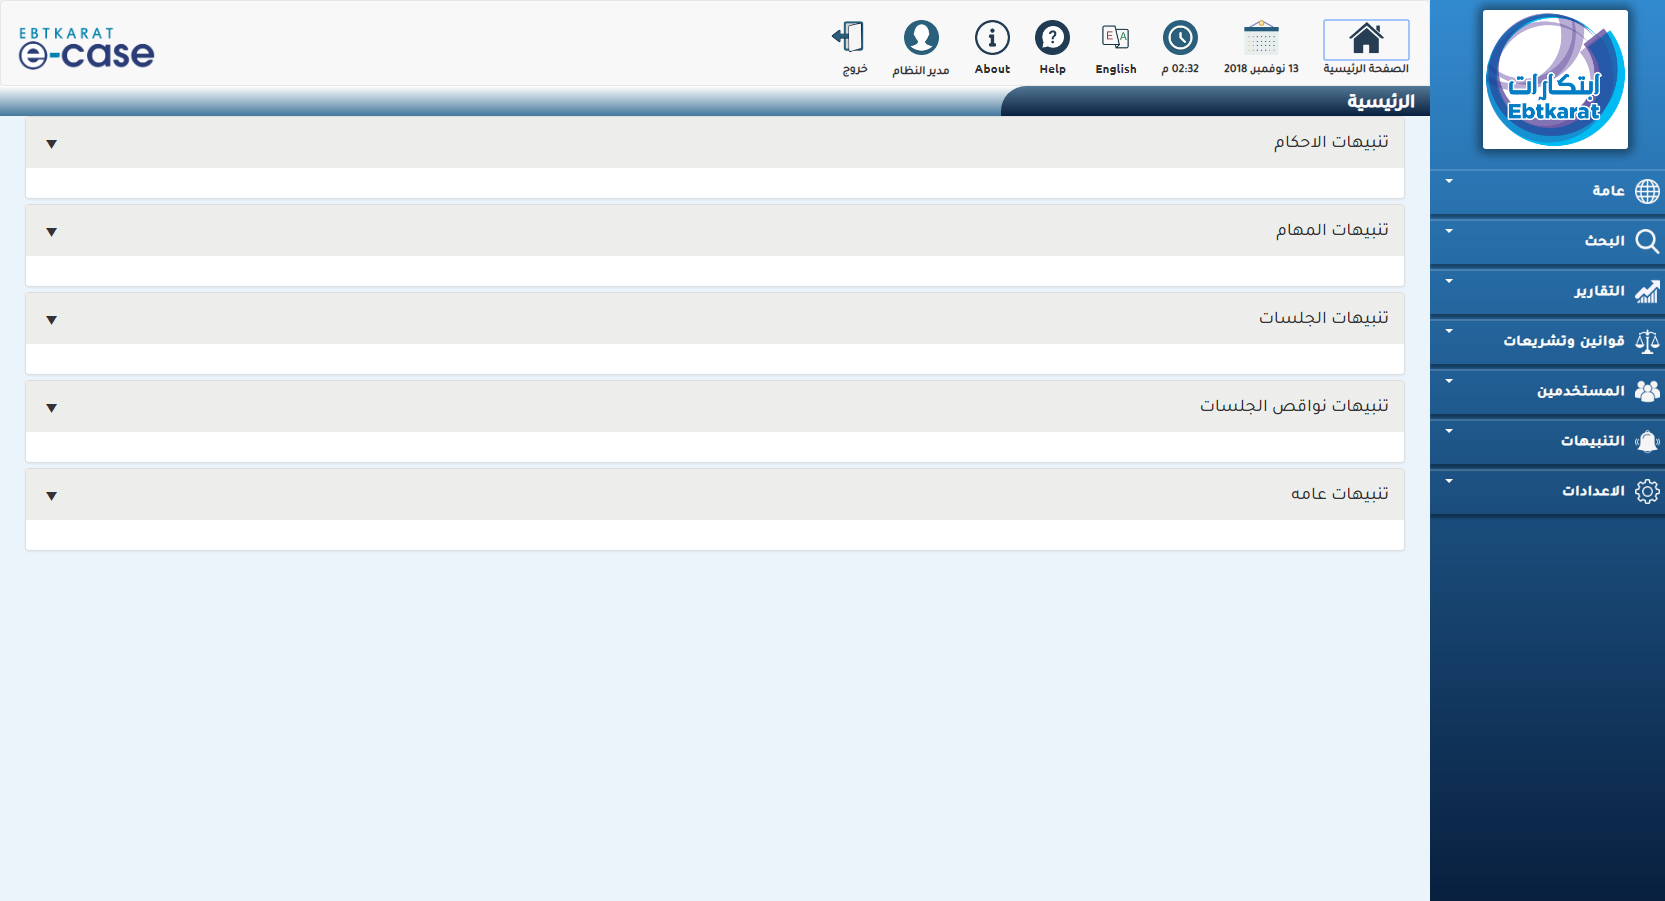 ابتكارات
Ebtkarat
الصفحة الرئيسية
13 نوفمبر, 2018
02:32 م
English
Help
About
مدير النظام
خروج
EBTKARAT
e-case
الرئيسية
عامة
البحث
التقارير
قوانين وتشريعات
المستخدمين
التنبيهات
الاعدادات
تنبيهات الاحكام
تنبيهات المهام
تنبيهات الجلسات
تنبيهات نواقص الجلسات
تنبيهات عامه